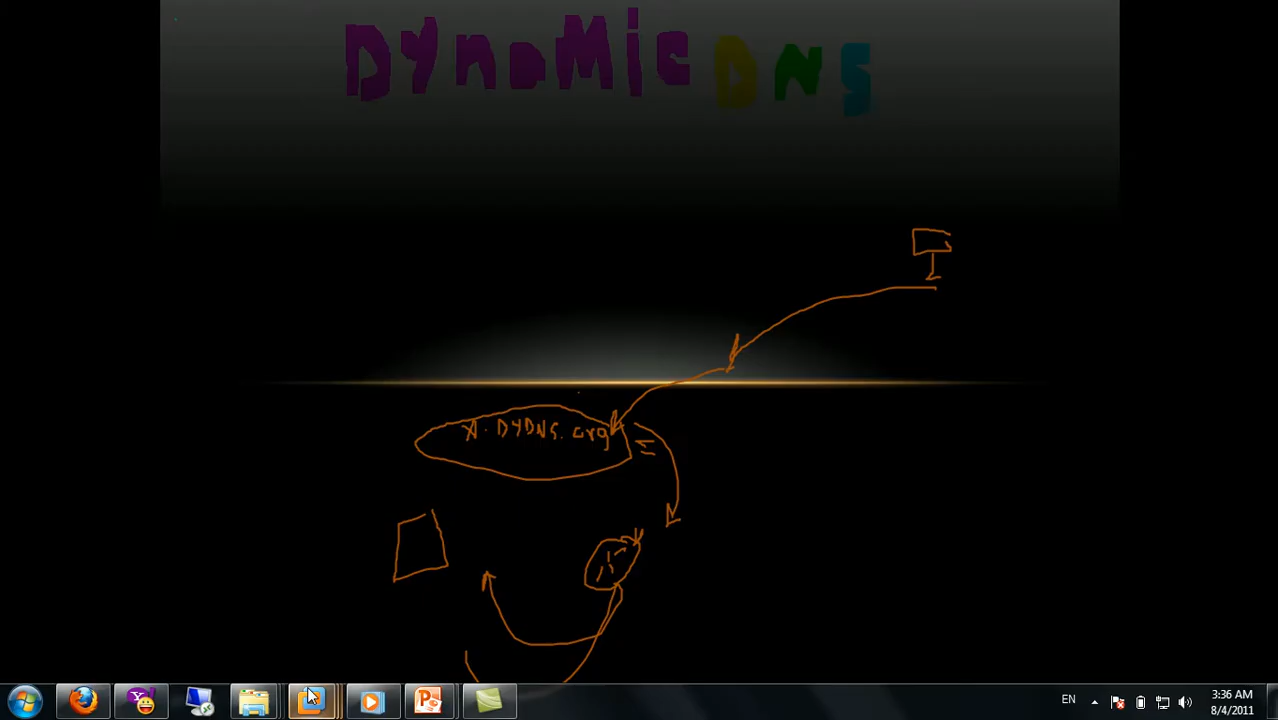 DynaMic DNS
A. DYDNS. org
EN
3:36 AM
8/4/2011